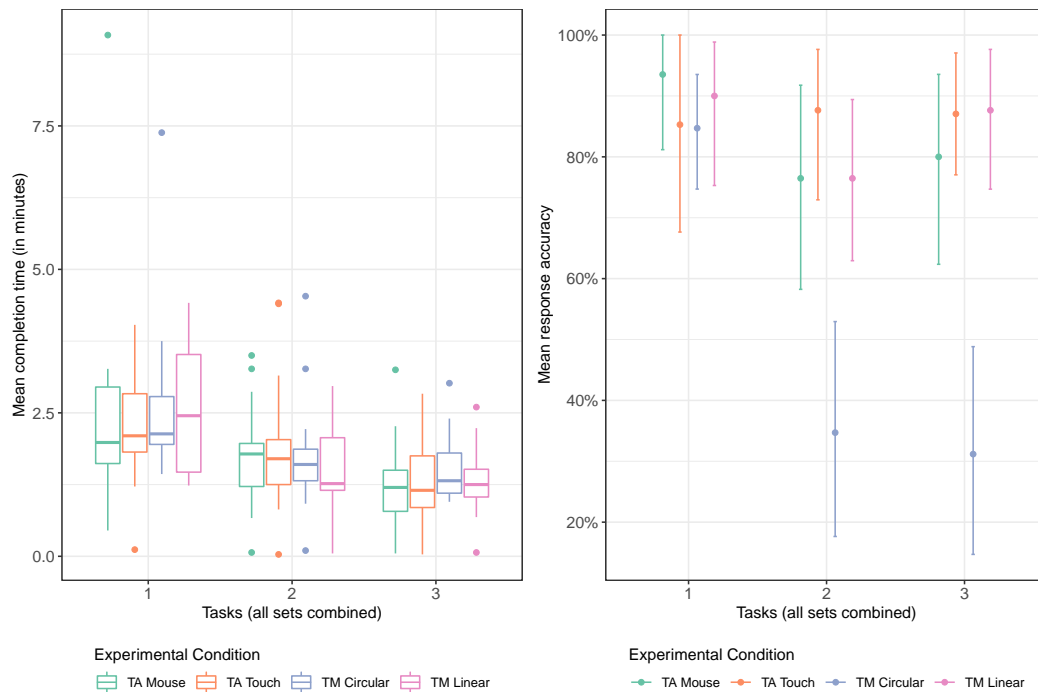 Mean completion time (in minutes)
7.5
5.0
2.5
0.0
1 2 3
Tasks (all sets combined)
Experimental Condition
TA Mouse TA Touch TM Circular TM Linear
Mean response accuracy
100%
80%
60%
40%
20%
1 2 3
Tasks (all sets combined)
Experimental Condition
TA Mouse TA Touch TM Circular TM Linear